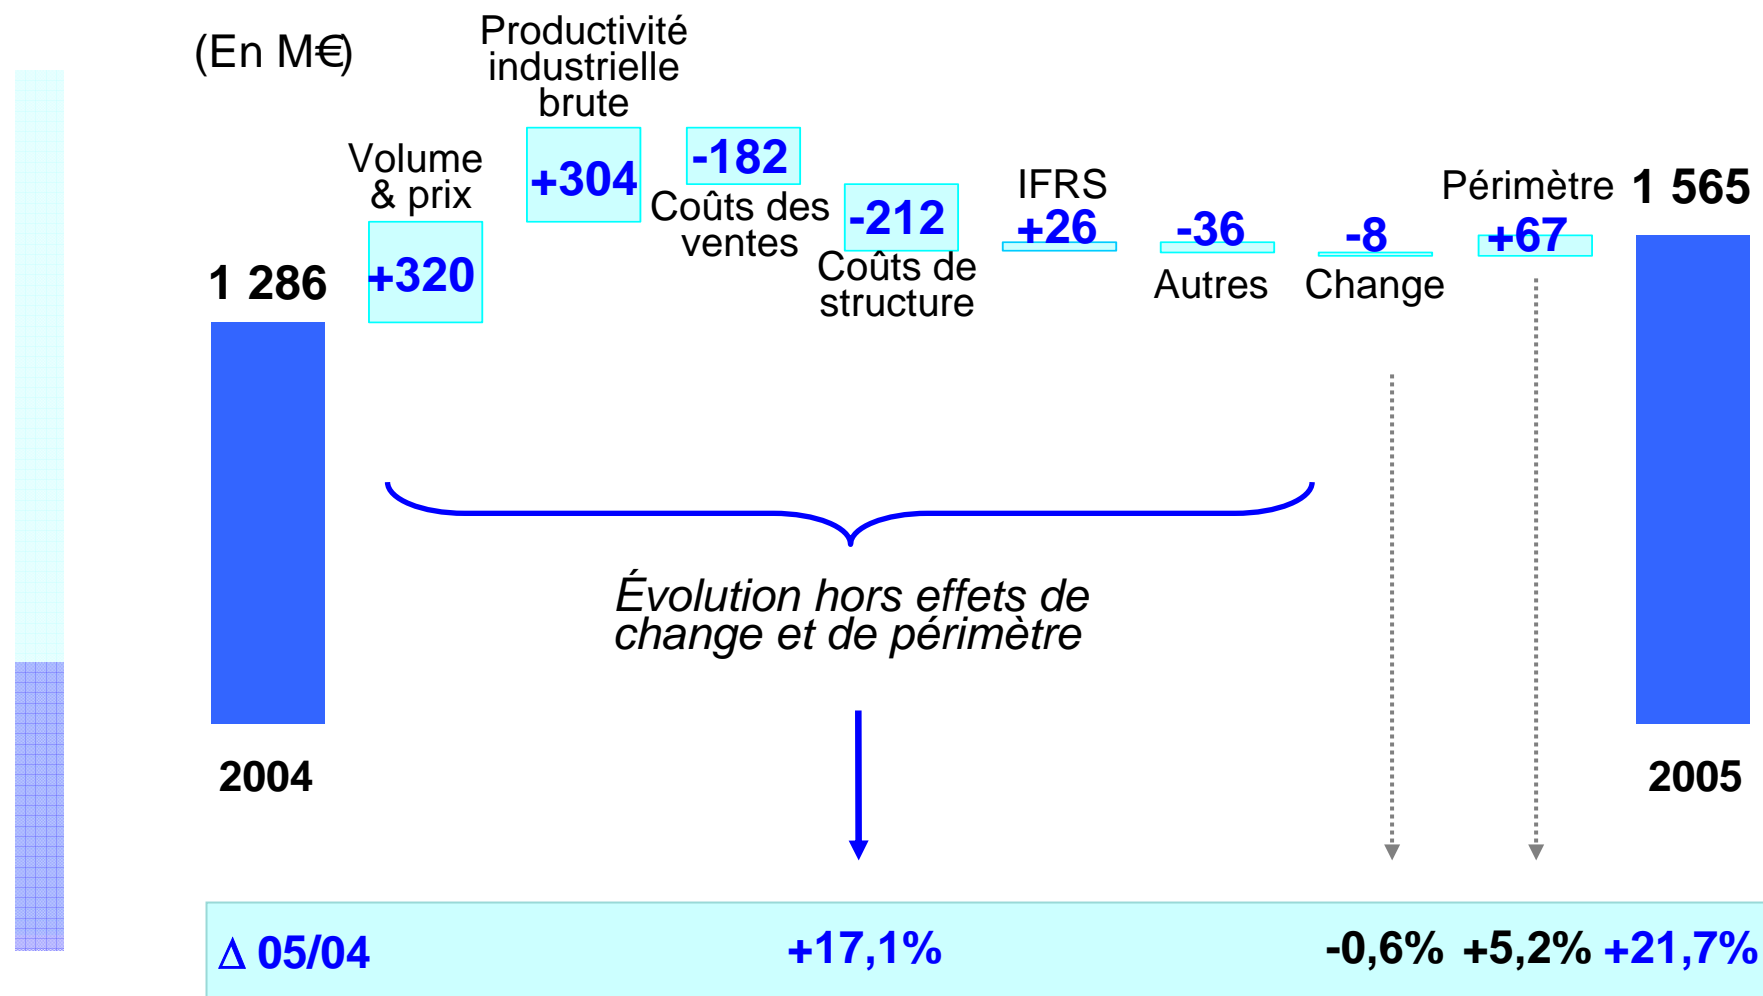 (En M€)
Productivité
industrielle
brute
Volume
& prix
+304
-182
IFRS
Périmètre
1 565
Coûts des
ventes
-212
+26
-36
-8
+67
1 286
+320
Coûts de
structure
Autres
Change
Évolution hors effets de
change et de périmètre
2004
2005
Δ 05/04
+17,1%
-0,6%
+5,2%
+21,7%